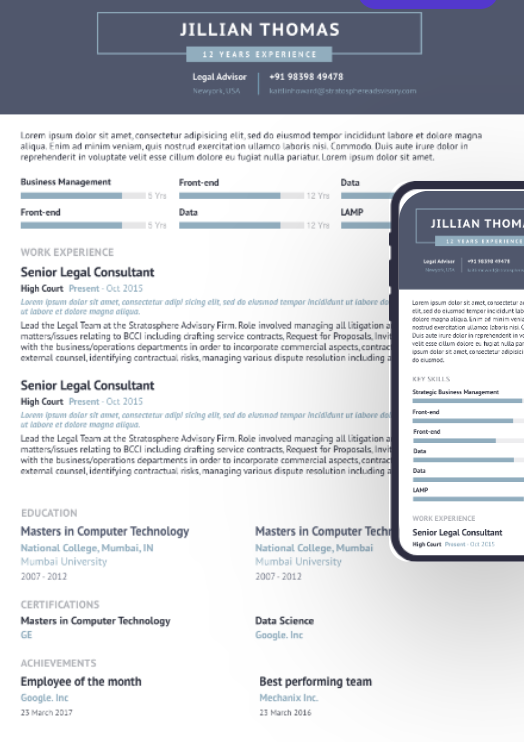 JILLIAN THOMAS
12 YEARS EXPERIENCE
Legal Advisor
+91 98398 49478
Newyork, USA
kaitlinhoward@stratosphereadvisory.com
Lorem ipsum dolor sit amet, consectetur adipisicing elit, sed do eiusmod tempor incididunt labore et dolore magna
aliqua. Enim ad minim veniam, quis nostrud exercitation ullamco laboris nisi. Commodo. Duis aute irure dolor in
reprehenderit in voluptate velit esse cillum dolore eu fugiat nulla pariatur. Lorem ipsum dolor sit amet.
Business Management
Front-end
Data
5 Yrs
12 Yrs
Front-end
Data
LAMP
5 Yrs
12 Yrs
WORK EXPERIENCE
Senior Legal Consultant
High Court Present - Oct 2015
Lorem ipsum dolor sit amet, consectetur adipi sicing elit, sed do eiusmod tempor incididunt ut labore do
ut labore et dolore magna aliqua.
Lead the Legal Team at the Stratosphere Advisory Firm. Role involved managing all litigation a
matters/issues relating to BCCI including drafting service contracts, Request for Proposals, Invit
with the business/operations departments in order to incorporate commercial aspects, contrac
external counsel, identifying contractual risks, managing various dispute resolution including a
Senior Legal Consultant
High Court Present - Oct 2015
Lorem ipsum dolor sit amet, consectetur adipi sicing elit, sed do eiusmod tempor incididunt ut labore do
ut labore et dolore magna aliqua.
Lead the Legal Team at the Stratosphere Advisory Firm. Role involved managing all litigation a
matters/issues relating to BCCI including drafting service contracts, Request for Proposals, Invit
with the business/operations departments in order to incorporate commercial aspects, contrac
external counsel, identifying contractual risks, managing various dispute resolution including a
EDUCATION
Masters in Computer Technology
National College, Mumbai, IN
Mumbai University
2007 - 2012
Masters in Computer Techn
National College, Mumbai
Mumbai University
2007 - 2012
CERTIFICATIONS
Masters in Computer Technology
GE
Data Science
Google. Inc
ACHIEVEMENTS
Employee of the month
Google. Inc
23 March 2017
Best performing team
Mechanix Inc.
23 March 2016
JILLIAN THOMA
12 YEARS EXPERIENCE
Legal Advisor
+91 98398 49478
Newyork, USA
Lorem ipsum dolor sit amet, consectetur a
elit, sed do eiusmod tempor incididunt lab
dolore magna aliqua. Enim ad minim veni
nostrud exercitation ullamco laboris nisi. C
Duis aute irure dolor in reprehenderit in v
velit esse cillum dolore eu fugiat nulla par
ipsum dolor sit amet, consectetur adipisici
do eiusmod.
KEY SKILLS
Strategic Business Management
Front-end
Front-end
Data
Data
LAMP
WORK EXPERIENCE
Senior Legal Consultant
High Court Present - Oct 2015